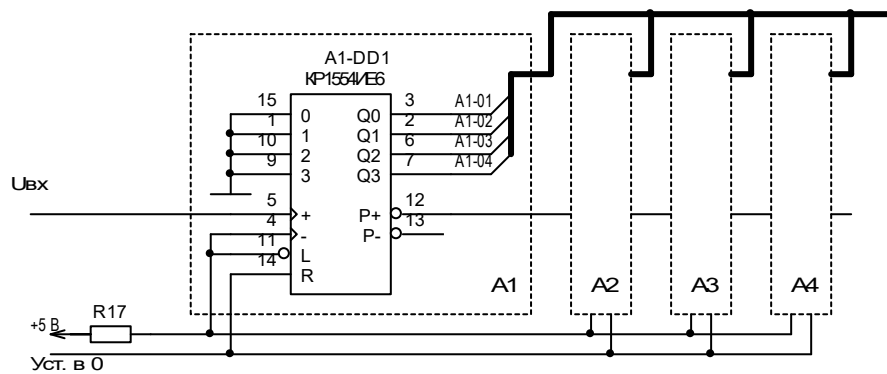 A1-DD1
КР1554ИЕ6
15 0 Q0 3 A1-01
1 1 Q1 2 A1-02
10 2 Q2 6 A1-03
9 3 Q3 7 A1-04
Uвх
5 + P+ 12
4 - P- 13
11 L
14 R
A1 A2 A3 A4
+5 В R17
Уст. в 0